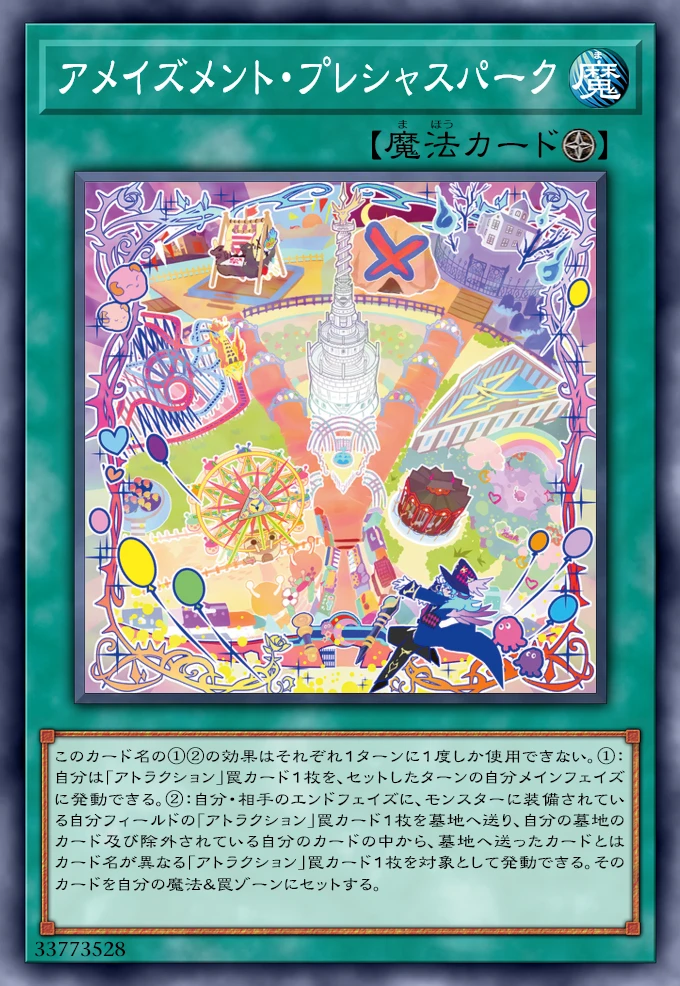 アメイズメント・プレシャスパーク
魔
ま
【魔法カード】
ま ほう
このカード名の①②の効果はそれぞれ1ターンに1度しか使用できない。①:
自分は「アトラクション」罠カード1枚を、セットしたターンの自分メインフェイズ
に発動できる。②:自分・相手のエンドフェイズに、モンスターに装備されてい
る自分フィールドの「アトラクション」罠カード1枚を墓地へ送り、自分の墓地の
カード及び除外されている自分のカードの中から、墓地へ送ったカードとは
カード名が異なる「アトラクション」罠カード1枚を対象として発動できる。その
カードを自分の魔法&罠ゾーンにセットする。
33773528